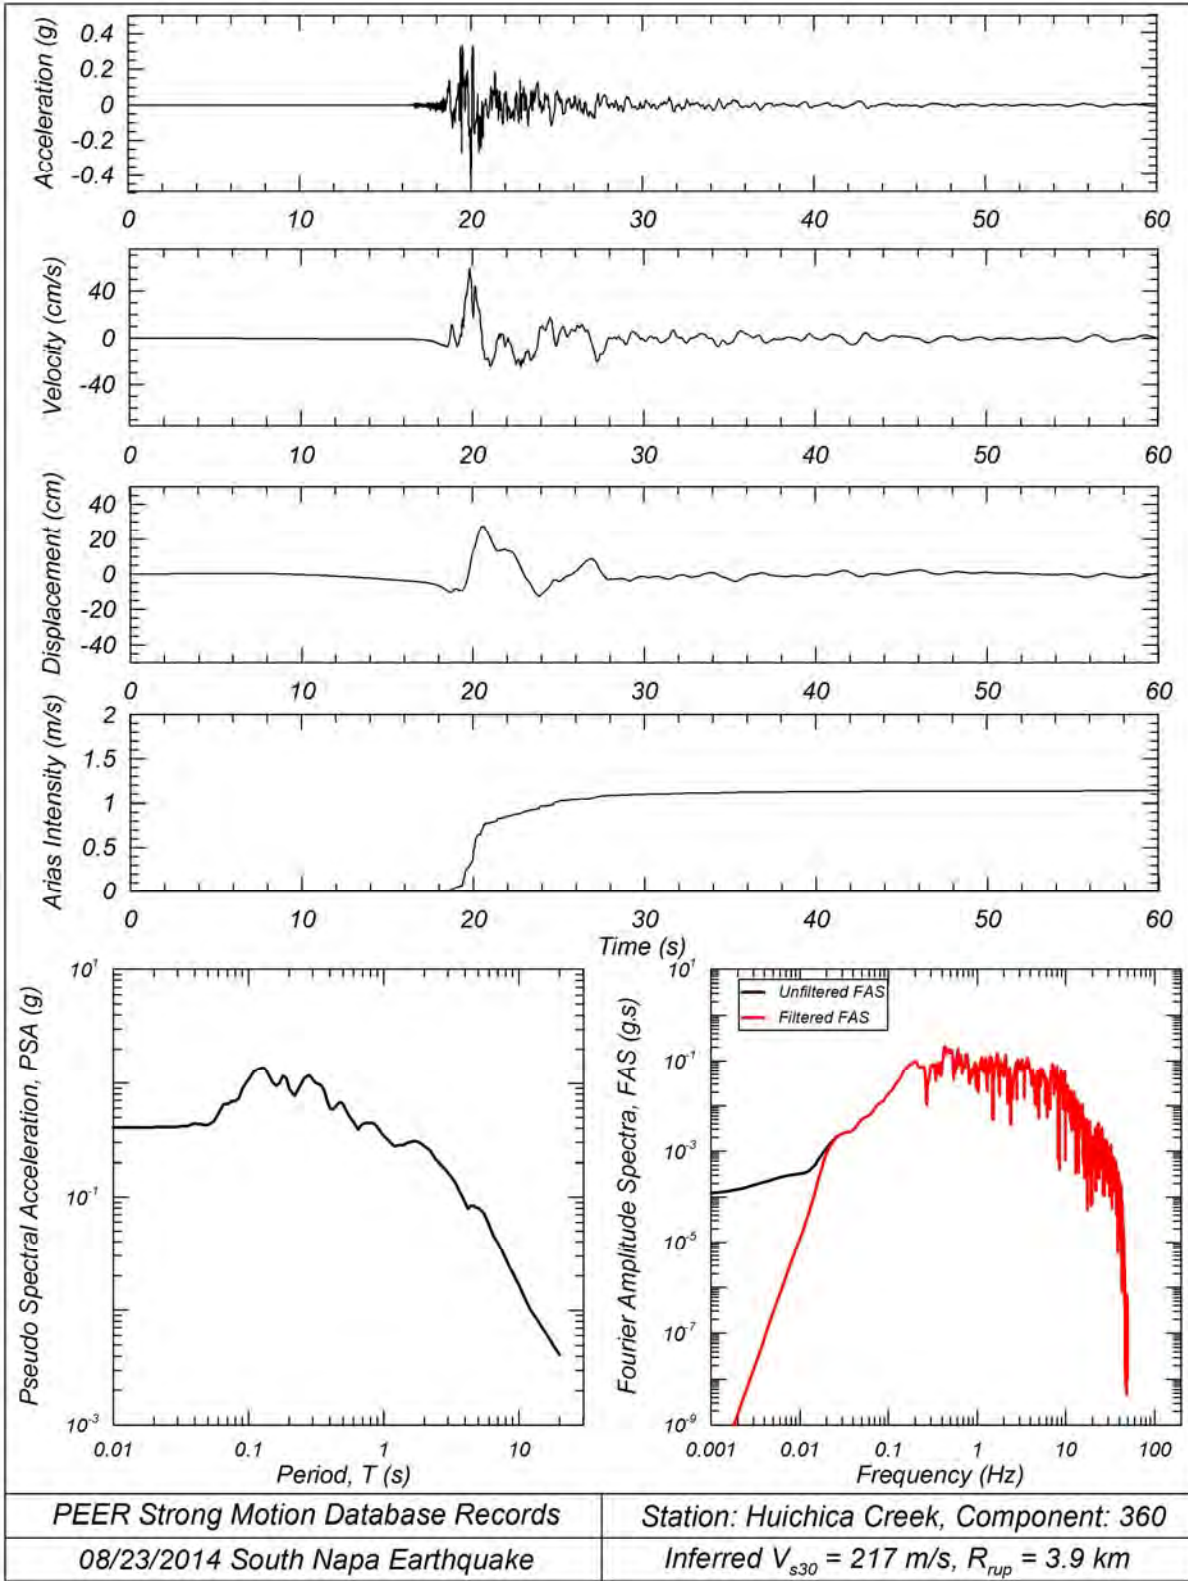 Acceleration (g)
0.4
0.2
0
-0.2
-0.4
0 10 20 30 40 50 60
Velocity (cm/s)
40
0
-40
0 10 20 30 40 50 60
Displacement (cm)
40
20
0
-20
-40
0 10 20 30 40 50 60
Arias Intensity (m/s)
2
1.5
1
0.5
0
0 10 20 30 40 50 60
Time (s)
Pseudo Spectral Acceleration, PSA (g)
10¹
10⁻¹
10⁻³
0.01 0.1 1 10
Period, T (s)
Fourier Amplitude Spectra, FAS (g.s)
10¹
10⁻¹
10⁻³
10⁻⁵
10⁻⁷
10⁻⁹
Unfiltered FAS
Filtered FAS
0.001 0.01 0.1 1 10 100
Frequency (Hz)
PEER Strong Motion Database Records
Station: Huichica Creek, Component: 360
08/23/2014 South Napa Earthquake
Inferred Vs30 = 217 m/s, Rrup = 3.9 km